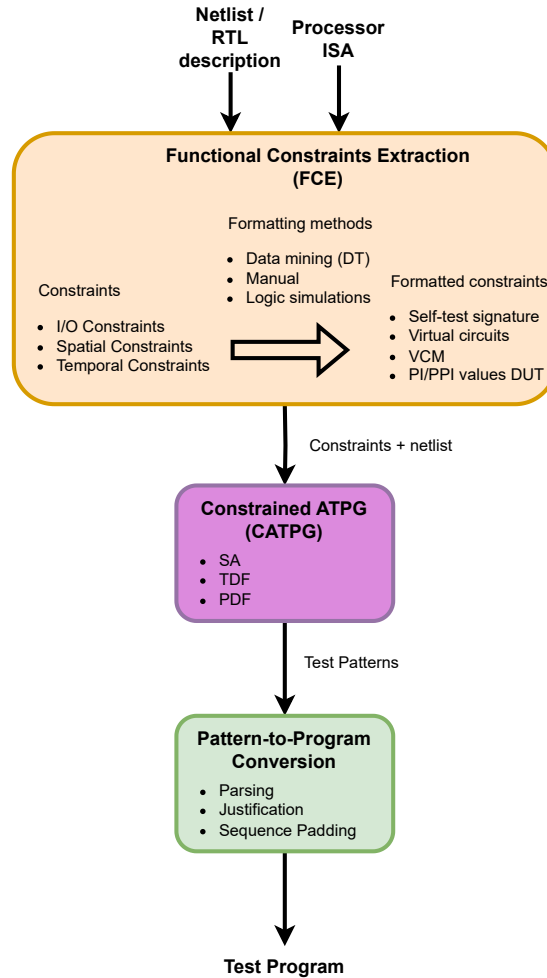 Netlist /
RTL
description
Processor
ISA
Functional Constraints Extraction
(FCE)
Formatting methods
Data mining (DT)
Manual
Logic simulations
Constraints
I/O Constraints
Spatial Constraints
Temporal Constraints
Formatted constraints
Self-test signature
Virtual circuits
VCM
PI/PPI values DUT
Constraints + netlist
Constrained ATPG
(CATPG)
SA
TDF
PDF
Test Patterns
Pattern-to-Program
Conversion
Parsing
Justification
Sequence Padding
Test Program